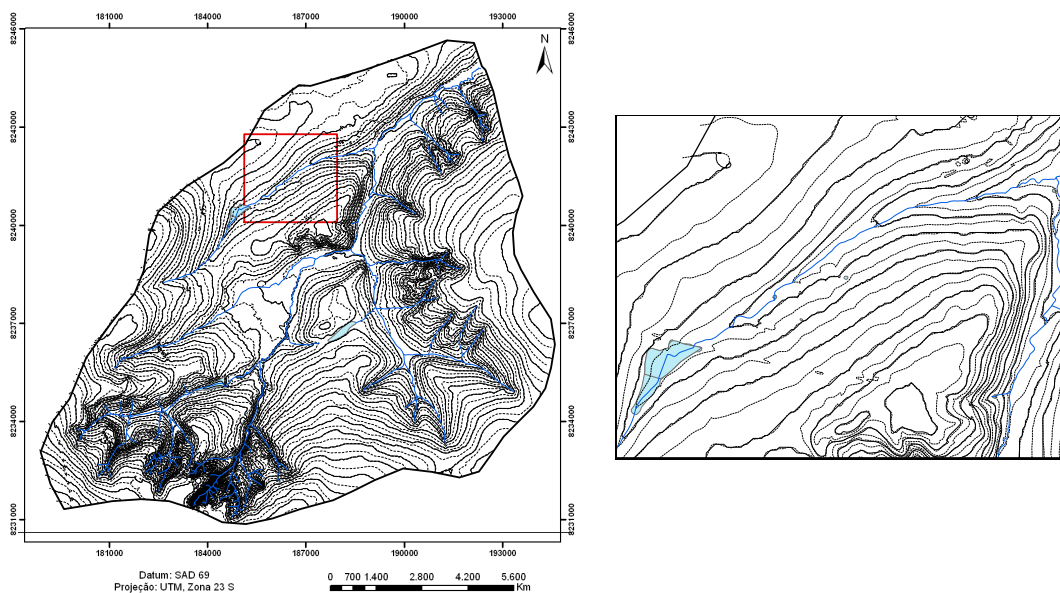 181000 184000 187000 190000 193000
8246000 8246000
N
8243000 8243000
8240000 8240000
8237000 8237000
8234000 8234000
8231000 8231000
181000 184000 187000 190000 193000
Datum: SAD 69
Projeção: UTM, Zona 23 S
0 700 1.400 2.800 4.200 5.600
Km